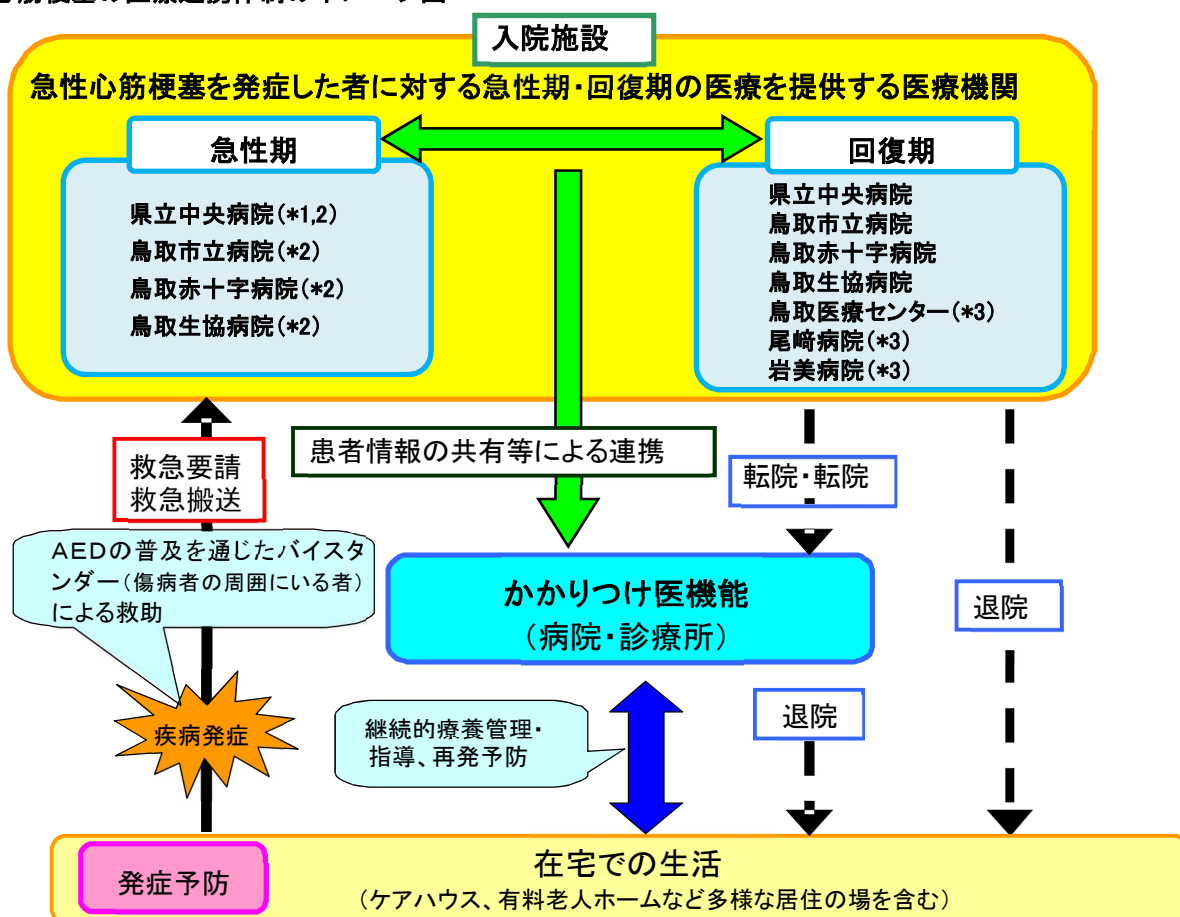 入院施設
急性心筋梗塞を発症した者に対する急性期・回復期の医療を提供する医療機関
急性期
県立中央病院(*1,2)
鳥取市立病院(*2)
鳥取赤十字病院(*2)
鳥取生協病院(*2)
回復期
県立中央病院
鳥取市立病院
鳥取赤十字病院
鳥取生協病院
鳥取医療センター(*3)
尾﨑病院(*3)
岩美病院(*3)
救急要請
救急搬送
患者情報の共有等による連携
転院・転院
AEDの普及を通じたバイスタ
ンダー(傷病者の周囲にいる者)
による救助
かかりつけ医機能
(病院・診療所)
退院
疾病発症
継続的療養管理・
指導、再発予防
退院
発症予防
在宅での生活
(ケアハウス、有料老人ホームなど多様な居住の場を含む)